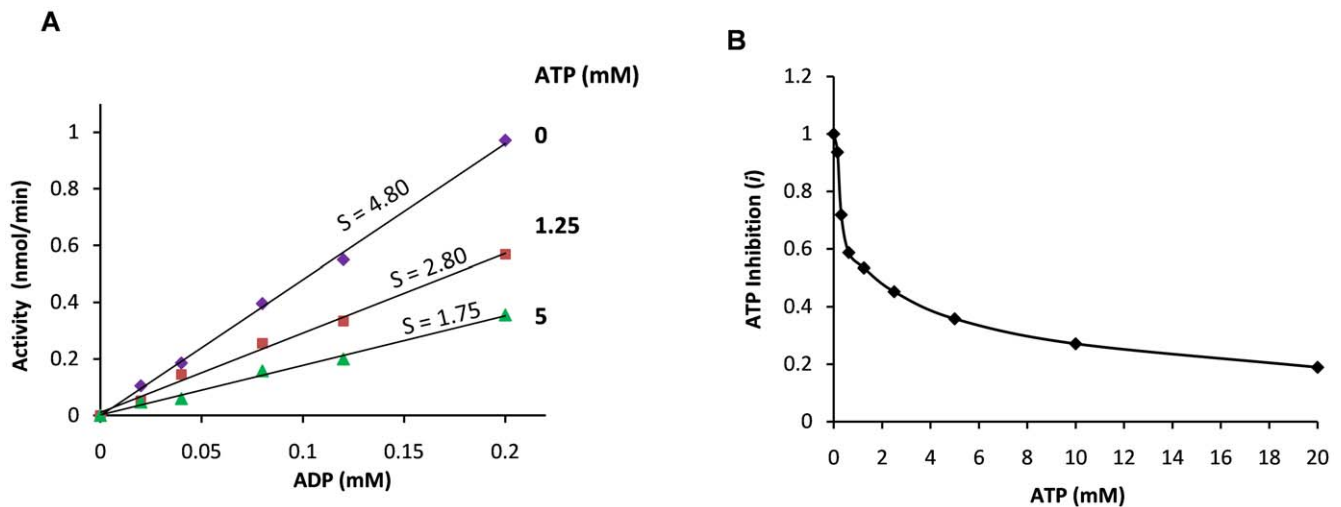 A
ATP (mM)
0
1.25
5
S = 4.80
S = 2.80
S = 1.75
1
0.8
0.6
0.4
0.2
0
Activity (nmol/min)
0 0.05 0.1 0.15 0.2
ADP (mM)
B
1.2
1
0.8
0.6
0.4
0.2
0
ATP Inhibition (i)
0 2 4 6 8 10 12 14 16 18 20
ATP (mM)